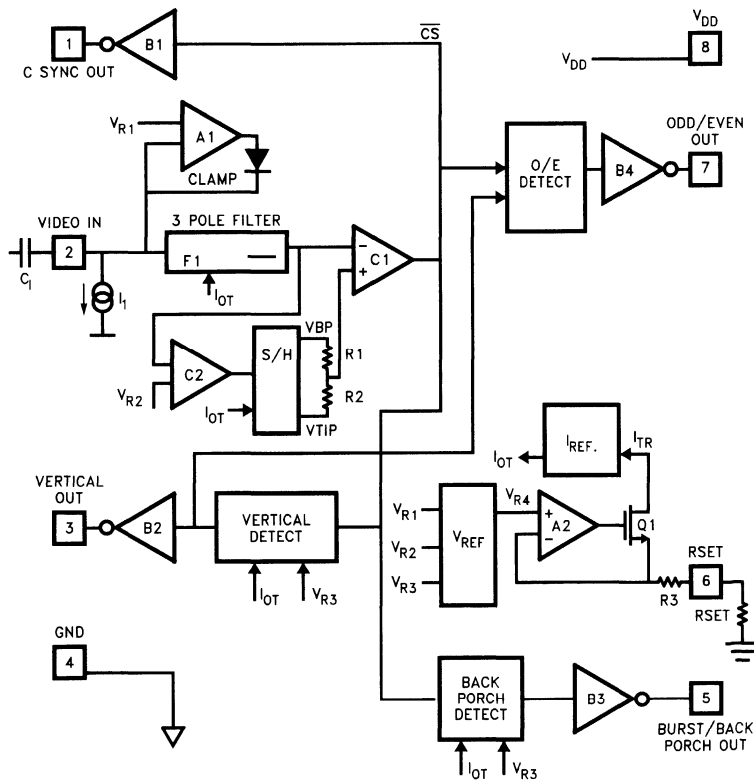 1
B1
C̅S̅
V_DD
V_DD
8
C SYNC OUT
V_R1
A1
CLAMP
O/E
DETECT
B4
ODD/EVEN
OUT
7
VIDEO IN
2
3 POLE FILTER
F1
I_OT
C_I
I_1
−
+
C1
VBP
S/H
R1
R2
C2
V_R2
I_OT
VTIP
VERTICAL
OUT
3
B2
VERTICAL
DETECT
I_OT
V_R3
I_REF.
I_TR
I_OT
V_R1
V_R2
V_R3
V_REF
V_R4
+
−
A2
Q1
R3
RSET
6
RSET
GND
4
BACK
PORCH
DETECT
I_OT
V_R3
B3
5
BURST/BACK
PORCH OUT